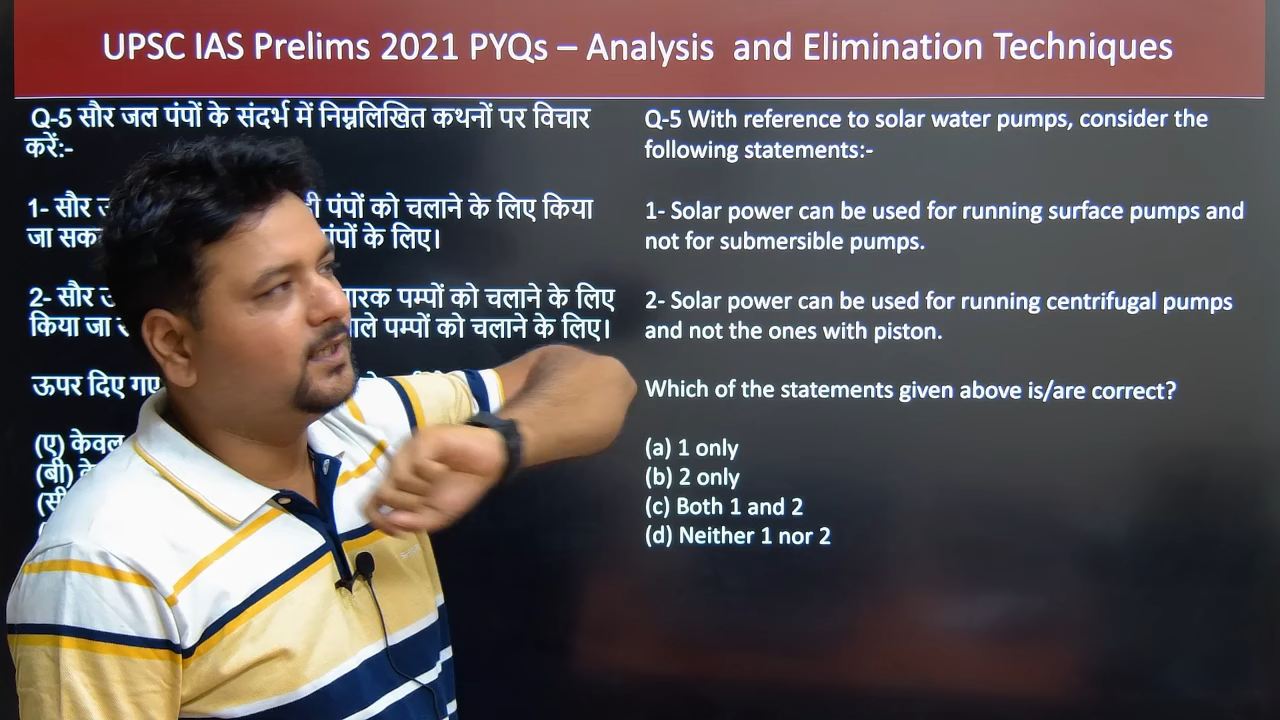 UPSC IAS Prelims 2021 PYQs – Analysis and Elimination Techniques
Q-5 सौर जल पंपों के संदर्भ में निम्नलिखित कथनों पर विचार
करें:-
1- सौर पंपों को चलाने के लिए किया
जा के लिए।
2- सौर पम्पों को चलाने के लिए
किया जा वाले पम्पों को चलाने के लिए।
ऊपर दिए गए
(ए) केवल
(बी)
Q-5 With reference to solar water pumps, consider the
following statements:-
1- Solar power can be used for running surface pumps and
not for submersible pumps.
2- Solar power can be used for running centrifugal pumps
and not the ones with piston.
Which of the statements given above is/are correct?
(a) 1 only
(b) 2 only
(c) Both 1 and 2
(d) Neither 1 nor 2